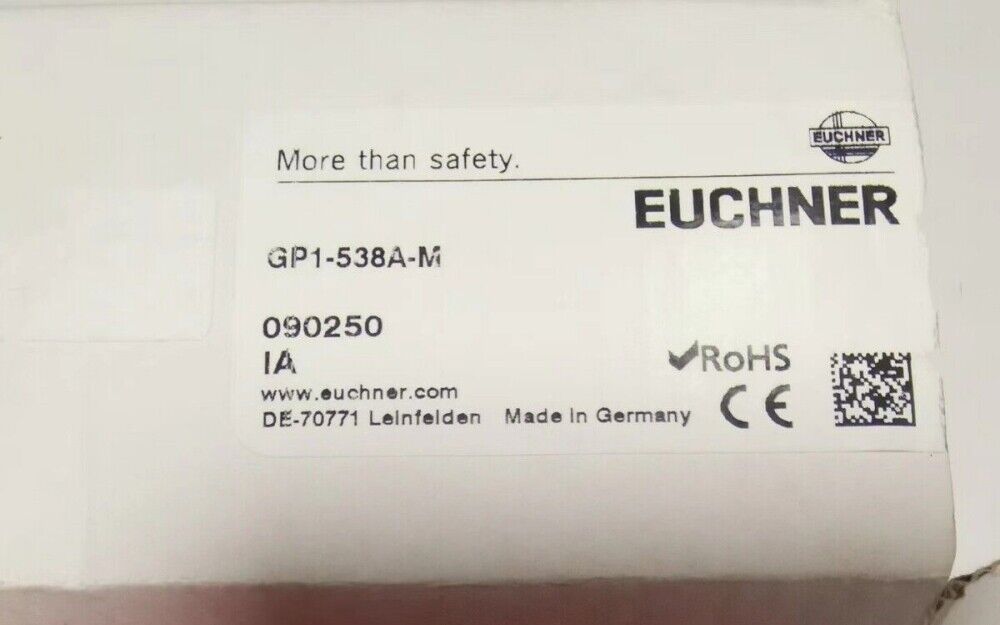 More than safety.
EUCHNER
EUCHNER
GP1-538A-M
090250
IA
✔RoHS
www.euchner.com
CE
DE-70771 Leinfelden Made in Germany